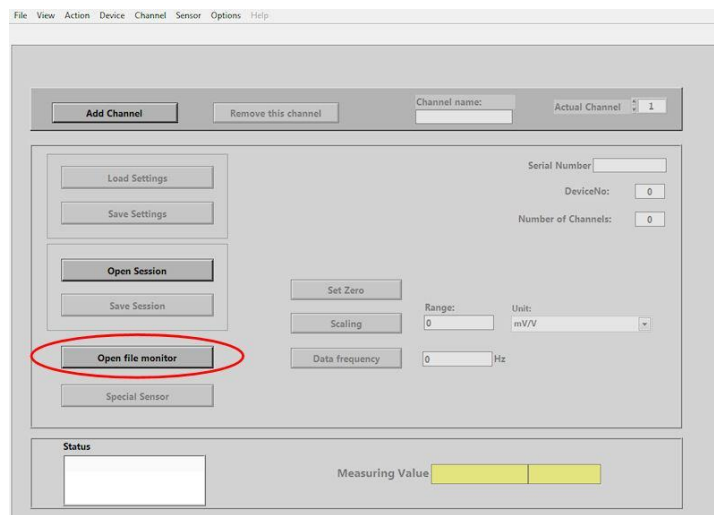 File View Action Device Channel Sensor Options Help
Add Channel Remove this channel Channel name: Actual Channel 1
Load Settings Serial Number
DeviceNo: 0
Save Settings Number of Channels: 0
Open Session
Set Zero
Save Session Range: Unit:
Scaling 0 mV/V
Open file monitor Data frequency 0 Hz
Special Sensor
Status
Measuring Value